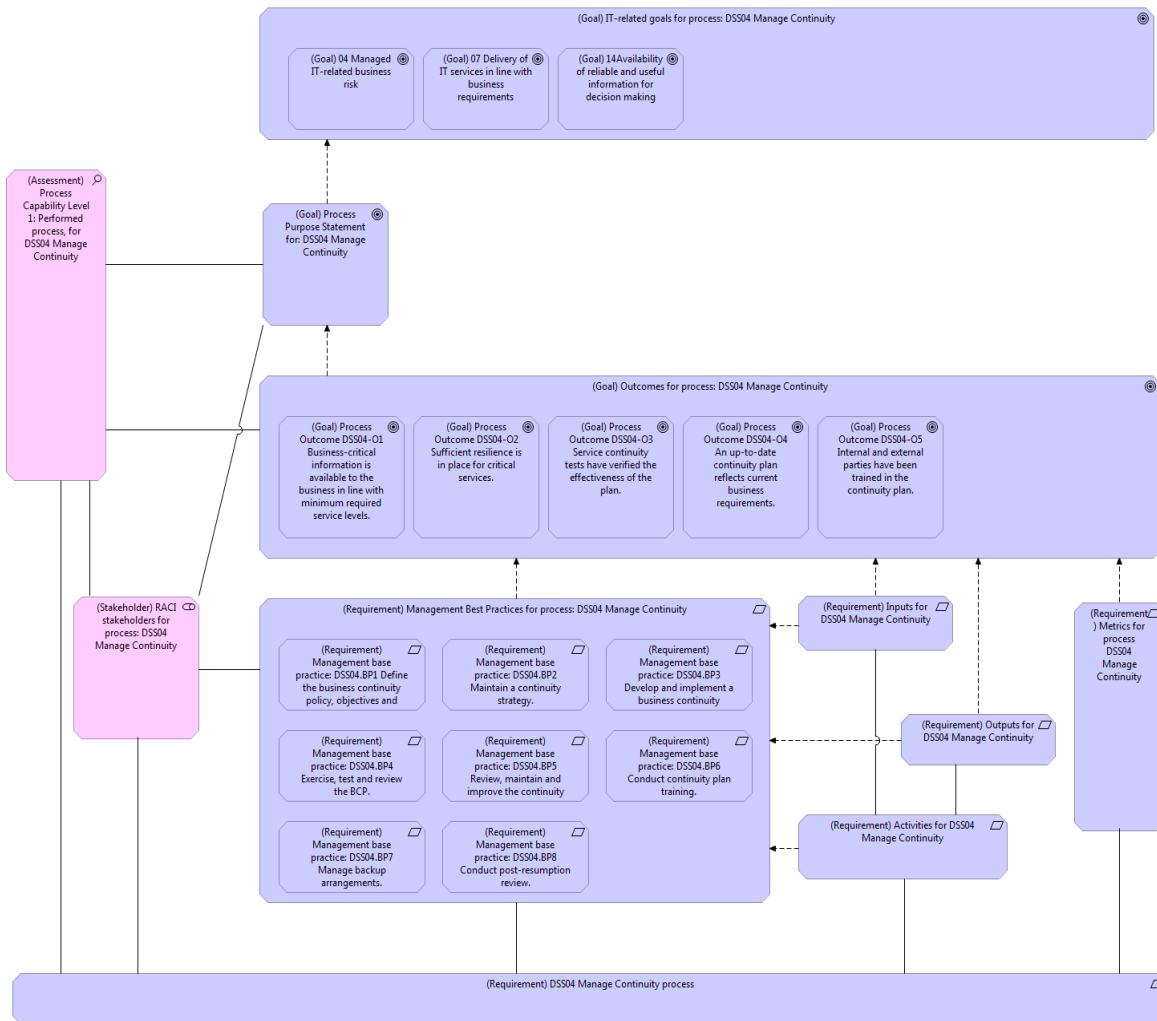 (Goal) IT-related goals for process: DSS04 Manage Continuity
(Goal) 04 Managed
IT-related business
risk
(Goal) 07 Delivery of
IT services in line with
business
requirements
(Goal) 14Availability
of reliable and useful
information for
decision making
(Assessment)
Process
Capability Level
1: Performed
process, for
DSS04 Manage
Continuity
(Goal) Process
Purpose Statement
for: DSS04 Manage
Continuity
(Goal) Outcomes for process: DSS04 Manage Continuity
(Goal) Process
Outcome DSS04-O1
Business-critical
information is
available to the
business in line with
minimum required
service levels.
(Goal) Process
Outcome DSS04-O2
Sufficient resilience is
in place for critical
services.
(Goal) Process
Outcome DSS04-O3
Service continuity
tests have verified the
effectiveness of the
plan.
(Goal) Process
Outcome DSS04-O4
An up-to-date
continuity plan
reflects current
business
requirements.
(Goal) Process
Outcome DSS04-O5
Internal and external
parties have been
trained in the
continuity plan.
(Stakeholder) RACI
stakeholders for
process: DSS04
Manage Continuity
(Requirement) Management Best Practices for process: DSS04 Manage Continuity
(Requirement)
Management base
practice: DSS04.BP1 Define
the business continuity
policy, objectives and
(Requirement)
Management base
practice: DSS04.BP2
Maintain a continuity
strategy.
(Requirement)
Management base
practice: DSS04.BP3
Develop and implement a
business continuity
(Requirement)
Management base
practice: DSS04.BP4
Exercise, test and review
the BCP.
(Requirement)
Management base
practice: DSS04.BP5
Review, maintain and
improve the continuity
(Requirement)
Management base
practice: DSS04.BP6
Conduct continuity plan
training.
(Requirement)
Management base
practice: DSS04.BP7
Manage backup
arrangements.
(Requirement)
Management base
practice: DSS04.BP8
Conduct post-resumption
review.
(Requirement) Inputs for
DSS04 Manage Continuity
(Requirement) Outputs for
DSS04 Manage Continuity
(Requirement) Activities for DSS04
Manage Continuity
(Requirement
) Metrics for
process
DSS04
Manage
Continuity
(Requirement) DSS04 Manage Continuity process